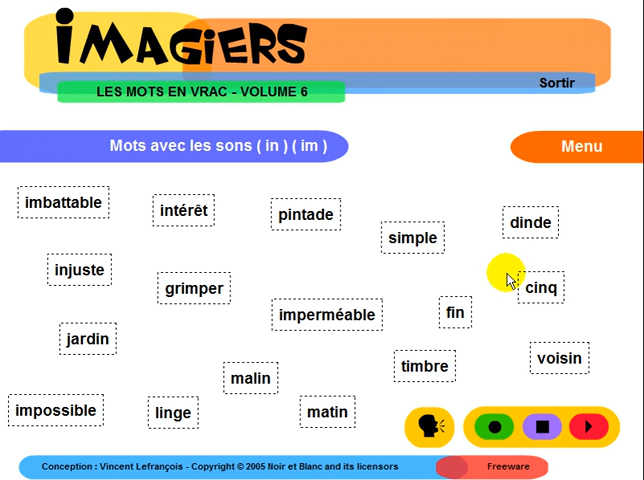 iMAGiERS
LES MOTS EN VRAC - VOLUME 6
Sortir
Mots avec les sons ( in ) ( im )
Menu
imbattable
intérêt
pintade
simple
dinde
injuste
grimper
imperméable
fin
cinq
jardin
malin
timbre
voisin
impossible
linge
matin
Conception : Vincent Lefrançois - Copyright © 2005 Noir et Blanc and its licensors
Freeware